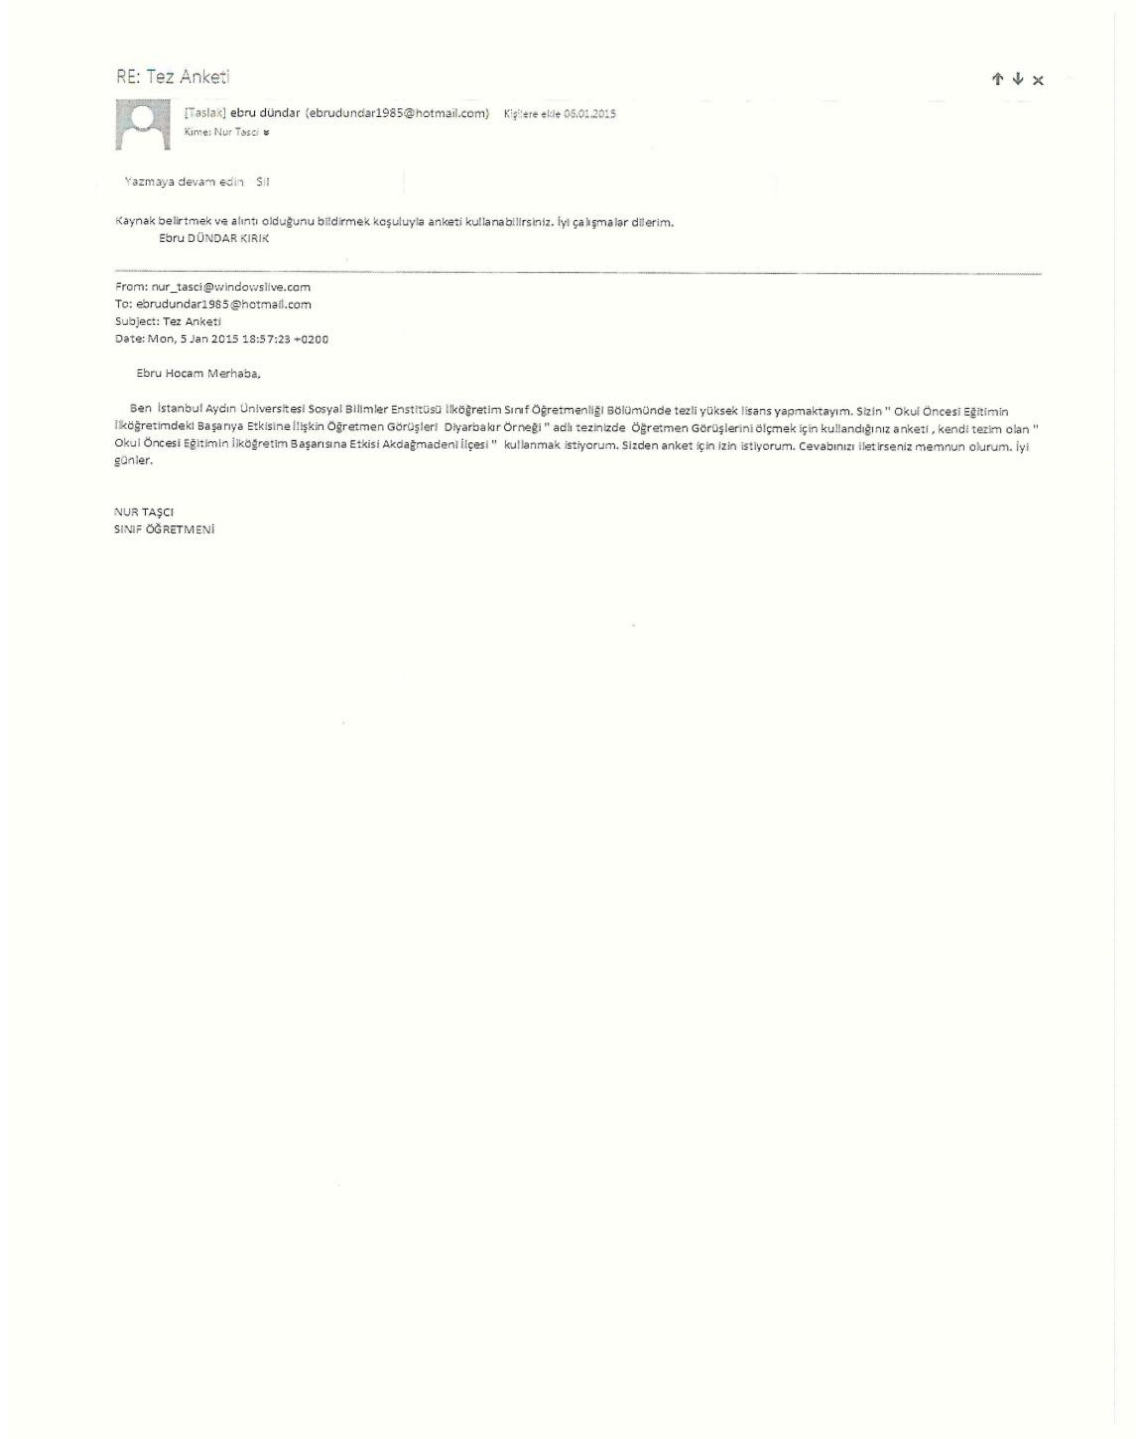 RE: Tez Anketi
[Taslak] ebru dündar (ebrudundar1985@hotmail.com) Kişilere ekle 06.01.2015
Kime: Nur Tasci
Yazmaya devam edin Sil
Kaynak belirtmek ve alıntı olduğunu bildirmek koşuluyla anketi kullanabilirsiniz. İyi çalışmalar dilerim.
Ebru DÜNDAR KIRIK
From: nur_tasci@windowslive.com
To: ebrudundar1985@hotmail.com
Subject: Tez Anketi
Date: Mon, 5 Jan 2015 18:57:23 +0200
Ebru Hocam Merhaba,
Ben İstanbul Aydın Üniversitesi Sosyal Bilimler Enstitüsü İlköğretim Sınıf Öğretmenliği Bölümünde tezli yüksek lisans yapmaktayım. Sizin " Okul Öncesi Eğitimin
İlköğretimdeki Başarıya Etkisine İlişkin Öğretmen Görüşleri Diyarbakır Örneği " adlı tezinizde Öğretmen Görüşlerini ölçmek için kullandığınız anketi , kendi tezim olan "
Okul Öncesi Eğitimin İlköğretim Başarısına Etkisi Akdağmadeni İlçesi " kullanmak istiyorum. Sizden anket için izin istiyorum. Cevabınızı iletirseniz memnun olurum. İyi
günler.
NUR TAŞCI
SINIF ÖĞRETMENİ